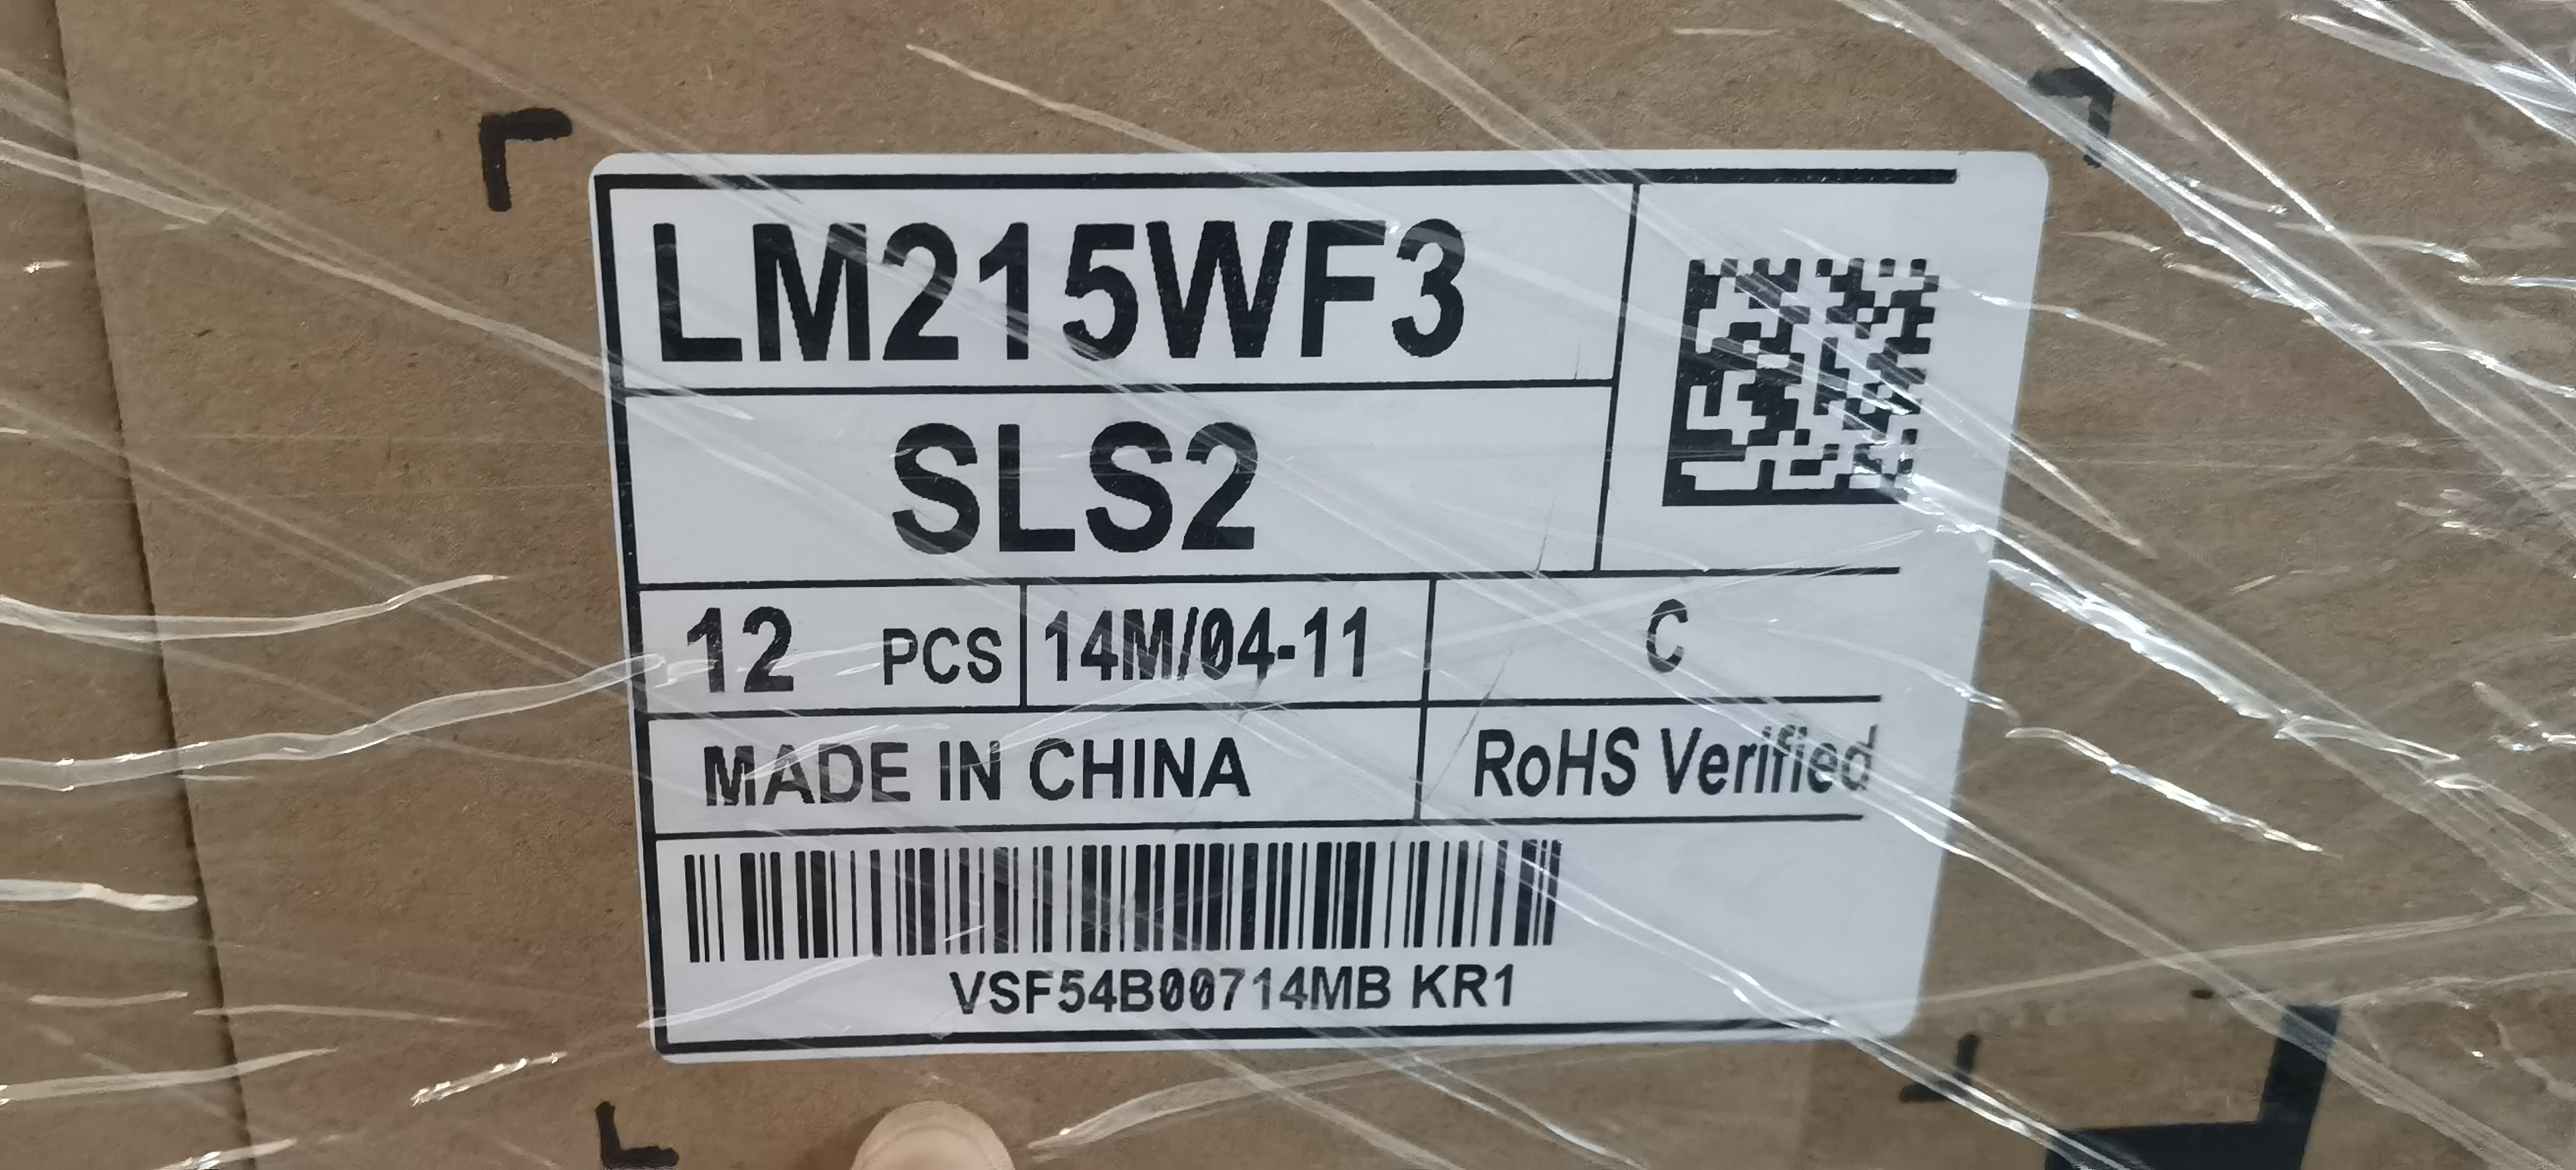 LM215WF3
SLS2
12 PCS 14M/04-11 C
MADE IN CHINA RoHS Verified
VSF54B00714MB KR1